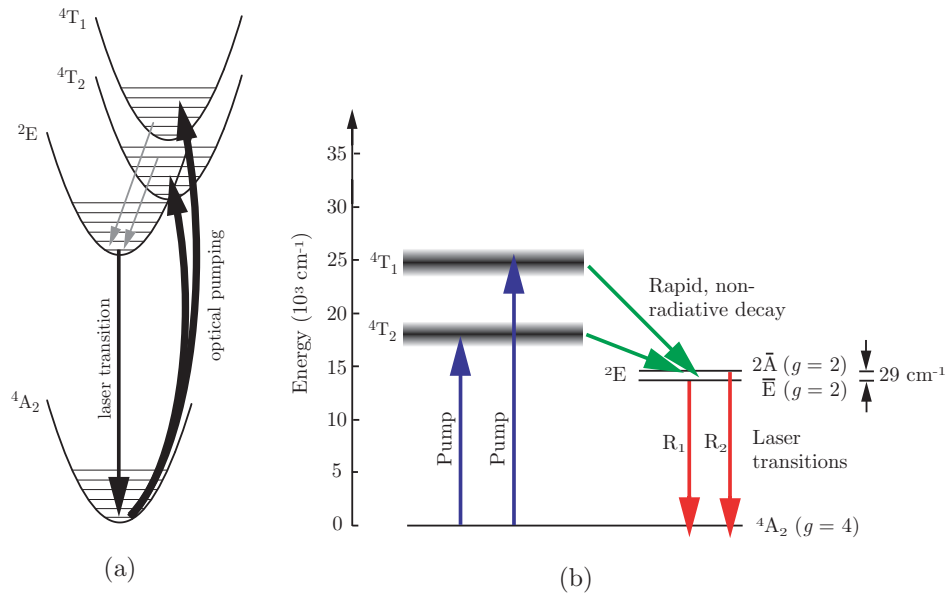 ⁴T₁
⁴T₂
²E
⁴A₂
laser transition
optical pumping
(a)
Energy (10³ cm⁻¹)
35
30
25
20
15
10
5
0
⁴T₁
⁴T₂
Pump
Pump
Rapid, non-
radiative decay
²E
2Ā (g = 2)
E̅ (g = 2)
29 cm⁻¹
R₁
R₂
Laser
transitions
⁴A₂ (g = 4)
(b)